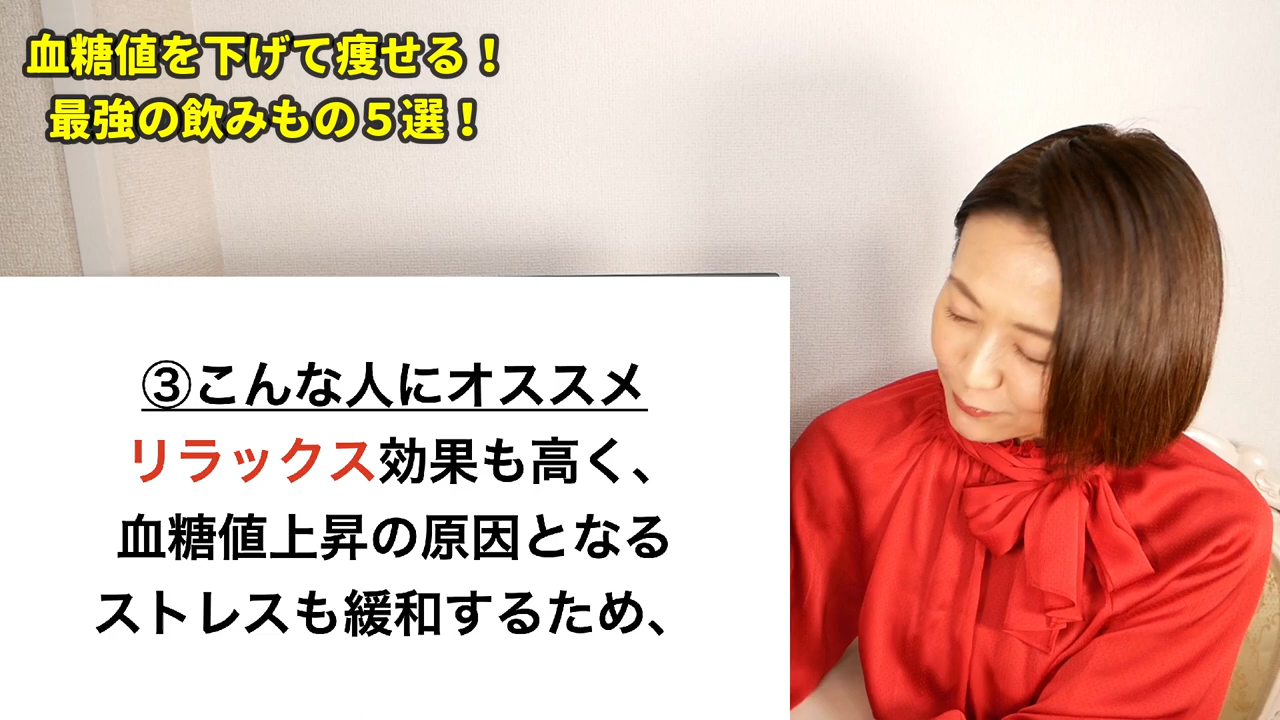 血糖値を下げて痩せる！
最強の飲みもの５選！
③こんな人にオススメ
リラックス効果も高く、
血糖値上昇の原因となる
ストレスも緩和するため、